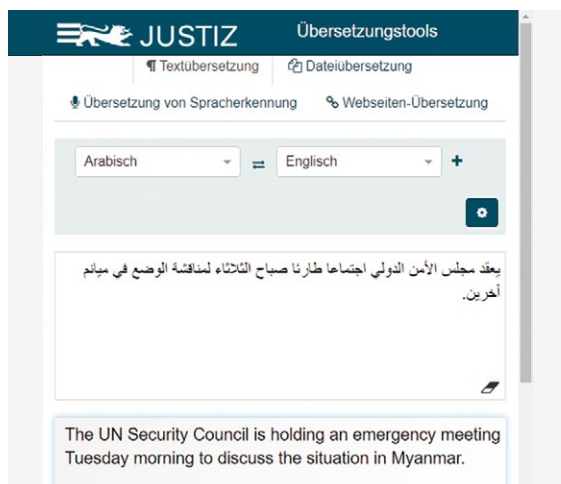 JUSTIZ Übersetzungstools
Textübersetzung Dateiübersetzung
Übersetzung von Spracherkennung Webseiten-Übersetzung
Arabisch Englisch
يعقد مجلس الأمن الدولي اجتماعا طارئا صباح الثلاثاء لمناقشة الوضع في ميانم
أخرين.
The UN Security Council is holding an emergency meeting
Tuesday morning to discuss the situation in Myanmar.